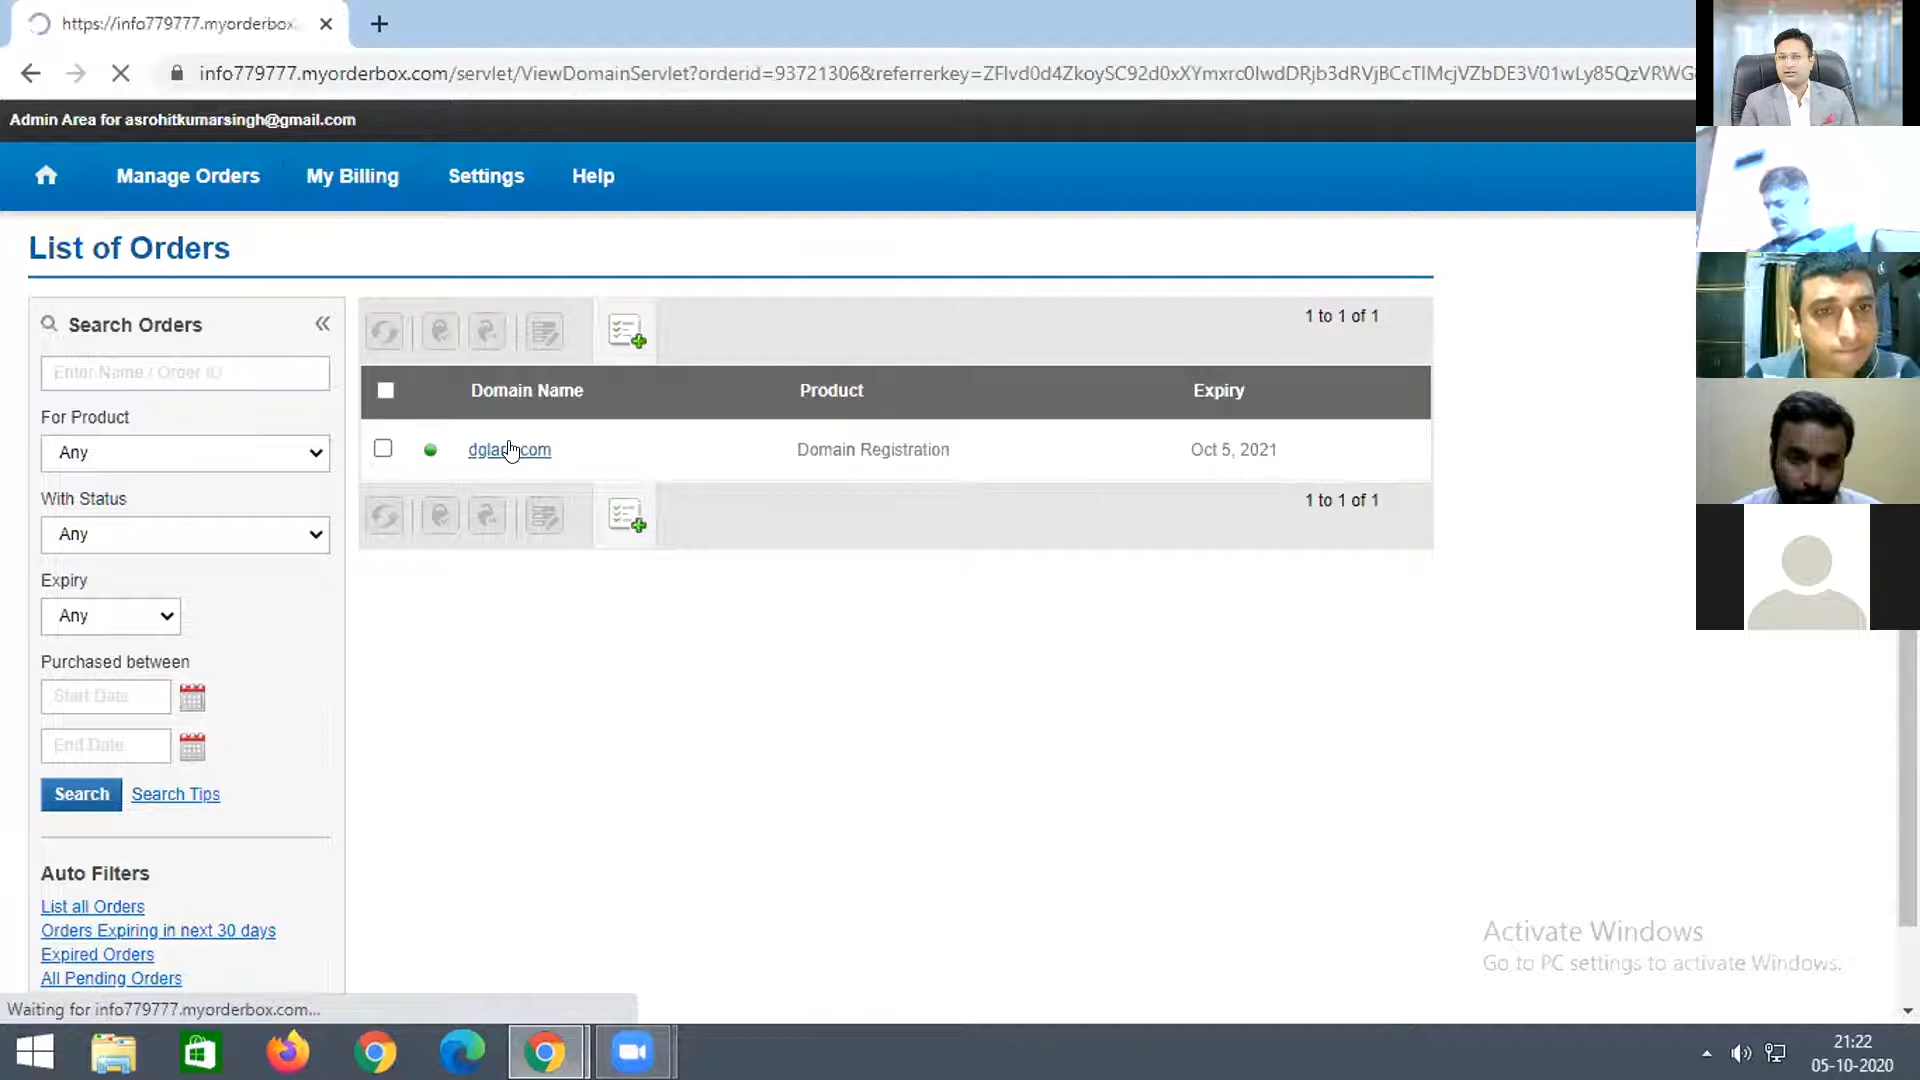 https://info779777.myorderbox.
info779777.myorderbox.com/servlet/ViewDomainServlet?orderid=93721306&referrerkey=
Admin Area for asrohitkumarsingh@gmail.com
Manage Orders
My Billing
Settings
Help
List of Orders
Search Orders
Enter Name / Order ID
For Product
Any
With Status
Any
Expiry
Any
Purchased between
Start Date
End Date
Search
Search Tips
Auto Filters
List all Orders
Orders Expiring in next 30 days
Expired Orders
All Pending Orders
1 to 1 of 1
Domain Name
Product
Expiry
Domain Registration
Oct 5, 2021
1 to 1 of 1
Activate Windows
Go to PC settings to activate Windows.
Waiting for info779777.myorderbox.com...
21:22
05-10-2020